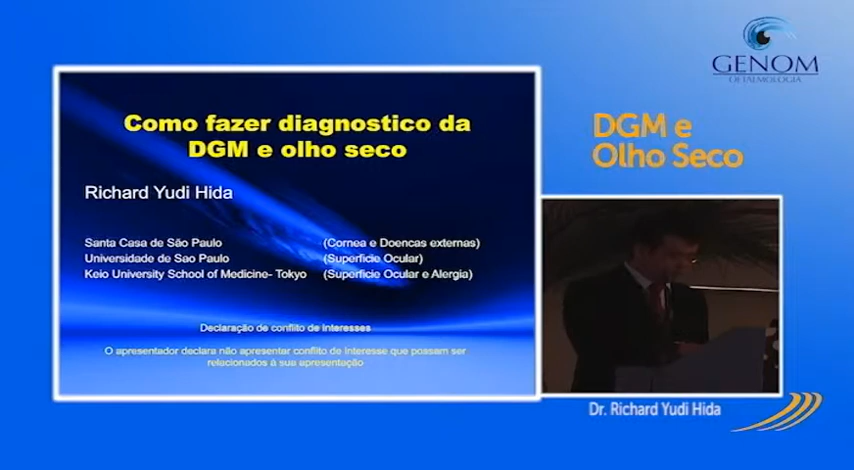 GENOM
OFTALMOLOGIA
Como fazer diagnostico da
DGM e olho seco
Richard Yudi Hida
Santa Casa de São Paulo (Cornea e Doencas externas)
Universidade de Sao Paulo (Superfície Ocular)
Keio University School of Medicine- Tokyo (Superfície Ocular e Alergia)
Declaração de conflito de interesses
O apresentador declara não apresentar conflito de interesse que possam ser
relacionados à sua apresentação
DGM e
Olho Seco
Dr. Richard Yudi Hida